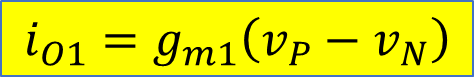 i_{O1} = g_{m1}(v_P − v_N)